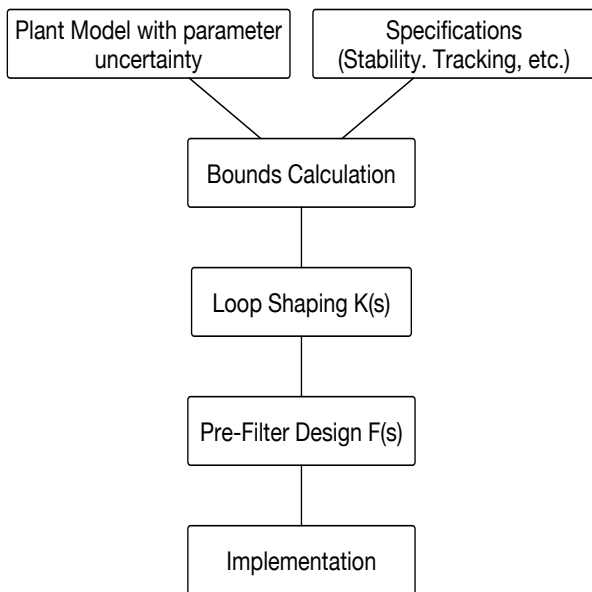 Plant Model with parameter
uncertainty
Specifications
(Stability. Tracking, etc.)
Bounds Calculation
Loop Shaping K(s)
Pre-Filter Design F(s)
Implementation